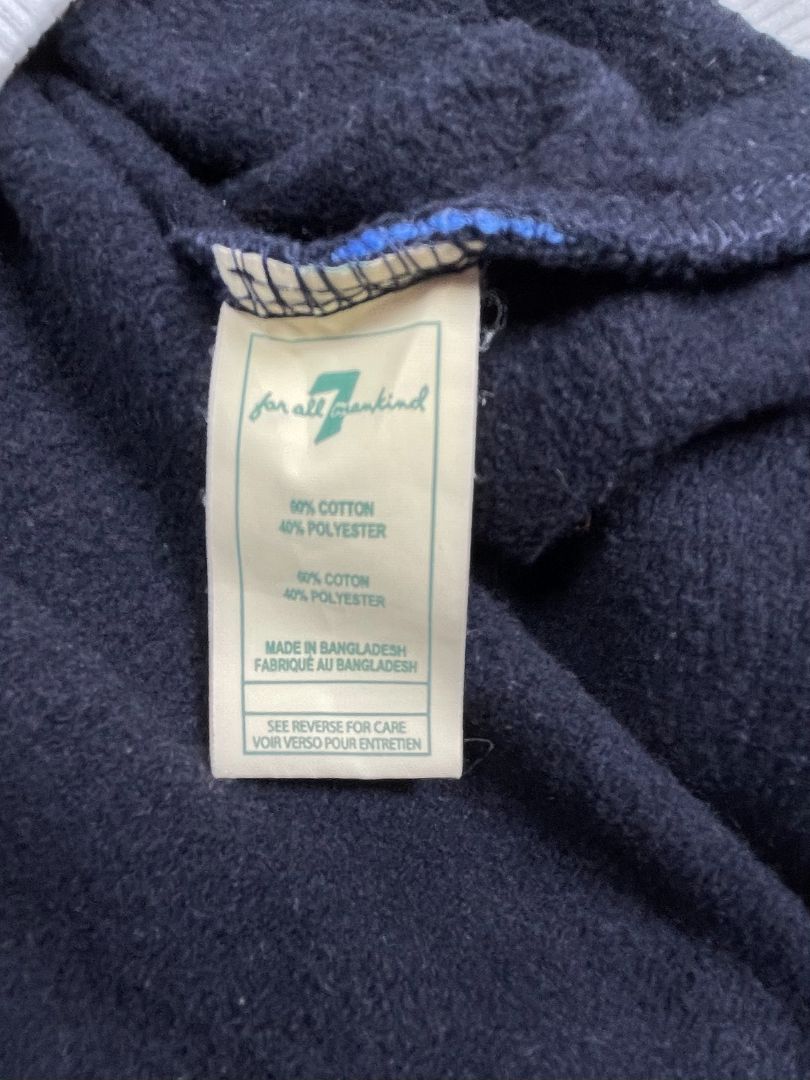 7
for all mankind
60% COTTON
40% POLYESTER
60% COTON
40% POLYESTER
MADE IN BANGLADESH
FABRIQUÉ AU BANGLADESH
SEE REVERSE FOR CARE
VOIR VERSO POUR ENTRETIEN